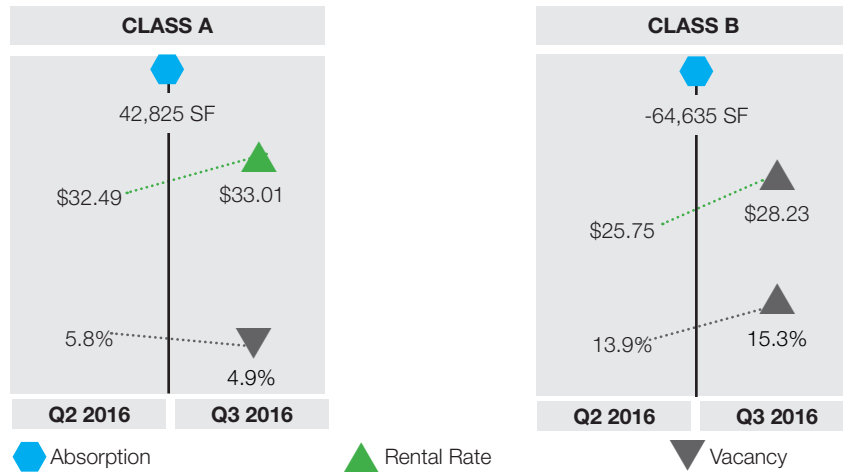 CLASS A
42,825 SF
$32.49
$33.01
5.8%
4.9%
Q2 2016
Q3 2016
CLASS B
-64,635 SF
$25.75
$28.23
13.9%
15.3%
Q2 2016
Q3 2016
Absorption
Rental Rate
Vacancy